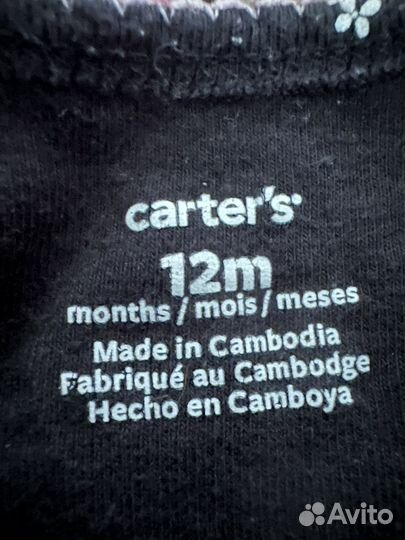 carter's
12m
months/mois/meses
Made in Cambodia
Fabriqué au Cambodge
Hecho en Camboya
Avito